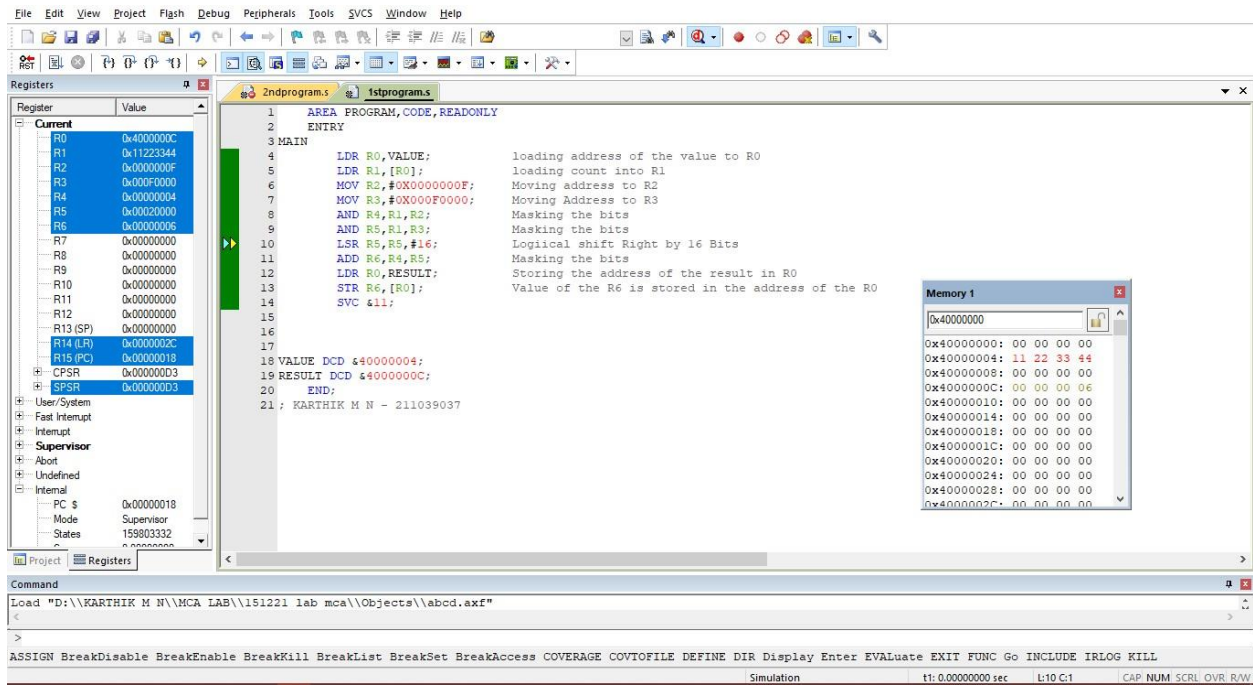 File Edit View Project Flash Debug Peripherals Tools SVCS Window Help
Registers
Register Value
Current
R0 0x4000000C
R1 0x11223344
R2 0x0000000F
R3 0x000F0000
R4 0x00000004
R5 0x00020000
R6 0x00000006
R7 0x00000000
R8 0x00000000
R9 0x00000000
R10 0x00000000
R11 0x00000000
R12 0x00000000
R13 (SP) 0x00000000
R14 (LR) 0x0000002C
R15 (PC) 0x00000018
CPSR 0x000000D3
SPSR 0x000000D3
User/System
Fast Interrupt
Interrupt
Supervisor
Abort
Undefined
Internal
PC $ 0x00000018
Mode Supervisor
States 159803332
Project Registers
2ndprogram.s 1stprogram.s
1 AREA PROGRAM,CODE,READONLY
2 ENTRY
3 MAIN
4 LDR R0,VALUE; loading address of the value to R0
5 LDR R1,[R0]; loading count into R1
6 MOV R2,#0X0000000F; Moving address to R2
7 MOV R3,#0X000F0000; Moving Address to R3
8 AND R4,R1,R2; Masking the bits
9 AND R5,R1,R3; Masking the bits
10 LSR R5,R5,#16; Logiical shift Right by 16 Bits
11 ADD R6,R4,R5; Masking the bits
12 LDR R0,RESULT; Storing the address of the result in R0
13 STR R6,[R0]; Value of the R6 is stored in the address of the R0
14 SVC &11;
15
16
17
18 VALUE DCD &40000004;
19 RESULT DCD &4000000C;
20 END;
21 ; KARTHIK M N - 211039037
Memory 1
0x40000000
0x40000000: 00 00 00 00
0x40000004: 11 22 33 44
0x40000008: 00 00 00 00
0x4000000C: 00 00 00 06
0x40000010: 00 00 00 00
0x40000014: 00 00 00 00
0x40000018: 00 00 00 00
0x4000001C: 00 00 00 00
0x40000020: 00 00 00 00
0x40000024: 00 00 00 00
0x40000028: 00 00 00 00
0x4000002C: 00 00 00 00
Command
Load "D:\\KARTHIK M N\\MCA LAB\\151221 lab mca\\Objects\\abcd.axf"
>
ASSIGN BreakDisable BreakEnable BreakKill BreakList BreakSet BreakAccess COVERAGE COVTOFILE DEFINE DIR Display Enter EVALuate EXIT FUNC Go INCLUDE IRLOG KILL
Simulation t1: 0.00000000 sec L:10 C:1 CAP NUM SCRL OVR R/W